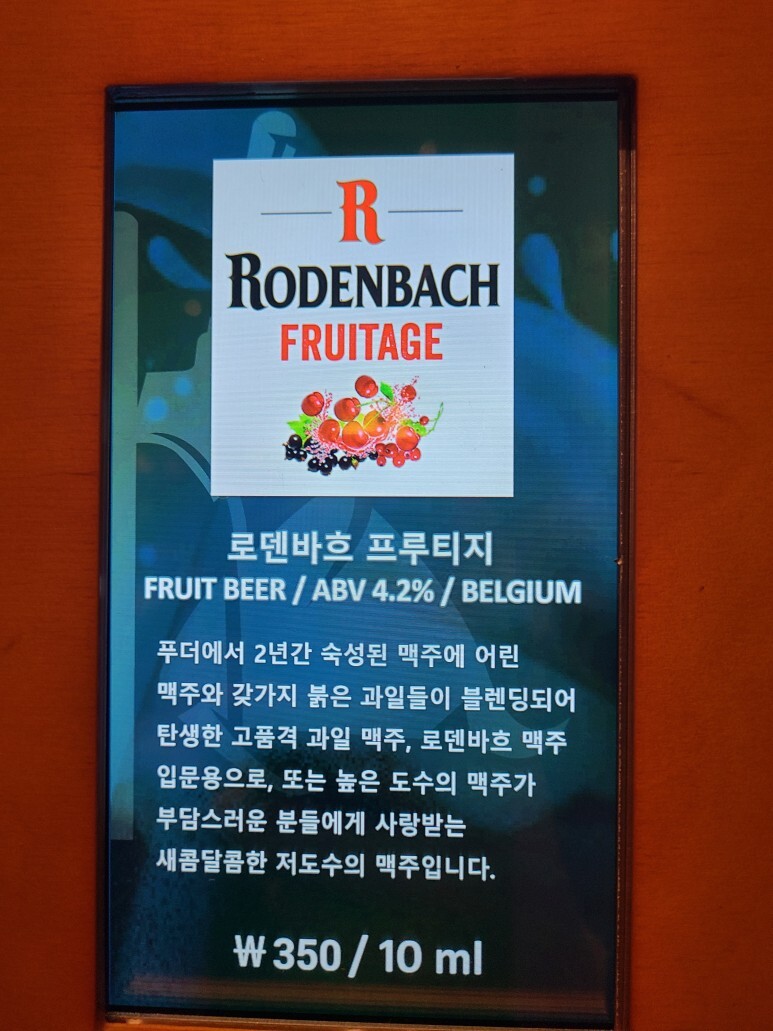 R
RODENBACH
FRUITAGE
로덴바흐 프루티지
FRUIT BEER / ABV 4.2% / BELGIUM
푸더에서 2년간 숙성된 맥주에 어린
맥주와 갖가지 붉은 과일들이 블렌딩되어
탄생한 고품격 과일 맥주, 로덴바흐 맥주
입문용으로, 또는 높은 도수의 맥주가
부담스러운 분들에게 사랑받는
새콤달콤한 저도수의 맥주입니다.
₩350 / 10 ml